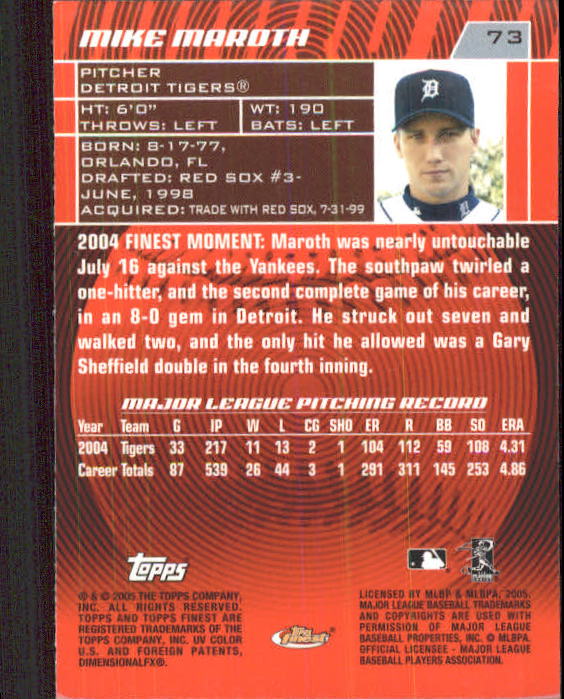 MIKE MAROTH
73
PITCHER
DETROIT TIGERS®
HT: 6'0" WT: 190
THROWS: LEFT BATS: LEFT
BORN: 8-17-77,
ORLANDO, FL
DRAFTED: RED SOX #3-
JUNE, 1998
ACQUIRED: TRADE WITH RED SOX, 7-31-99
D
2004 FINEST MOMENT: Maroth was nearly untouchable
July 16 against the Yankees. The southpaw twirled a
one-hitter, and the second complete game of his career,
in an 8-0 gem in Detroit. He struck out seven and
walked two, and the only hit he allowed was a Gary
Sheffield double in the fourth inning.
MAJOR LEAGUE PITCHING RECORD
Year Team G IP W L CG SHO ER R BB SO ERA
2004 Tigers 33 217 11 13 2 1 104 112 59 108 4.31
Career Totals 87 539 26 44 3 1 291 311 145 253 4.86
Topps
® & © 2005 THE TOPPS COMPANY,
INC. ALL RIGHTS RESERVED.
TOPPS AND TOPPS FINEST ARE
REGISTERED TRADEMARKS OF THE
TOPPS COMPANY, INC. UV COLOR
U.S. AND FOREIGN PATENTS,
DIMENSIONALFX®.
Topps
Finest
LICENSED BY MLBP & MLBPA, 2005.
MAJOR LEAGUE BASEBALL TRADEMARKS
AND COPYRIGHTS ARE USED WITH
PERMISSION OF MAJOR LEAGUE
BASEBALL PROPERTIES, INC. © MLBPA.
OFFICIAL LICENSEE - MAJOR LEAGUE
BASEBALL PLAYERS ASSOCIATION.